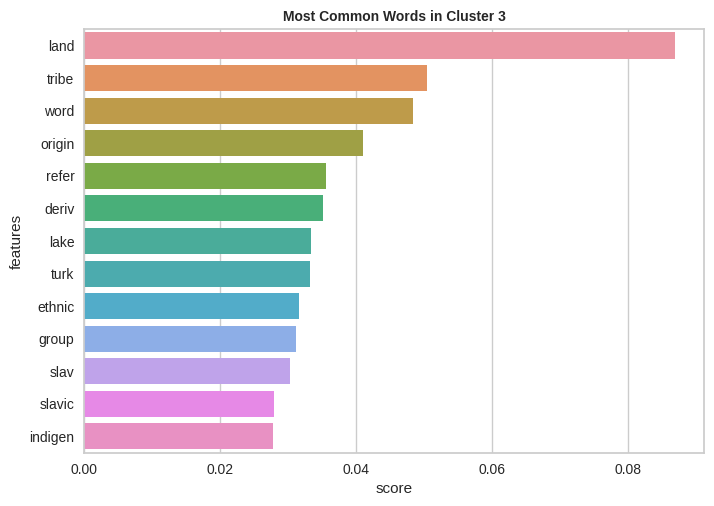 Most Common Words in Cluster 3
land
tribe
word
origin
refer
deriv
lake
turk
ethnic
group
slav
slavic
indigen
features
0.00 0.02 0.04 0.06 0.08
score